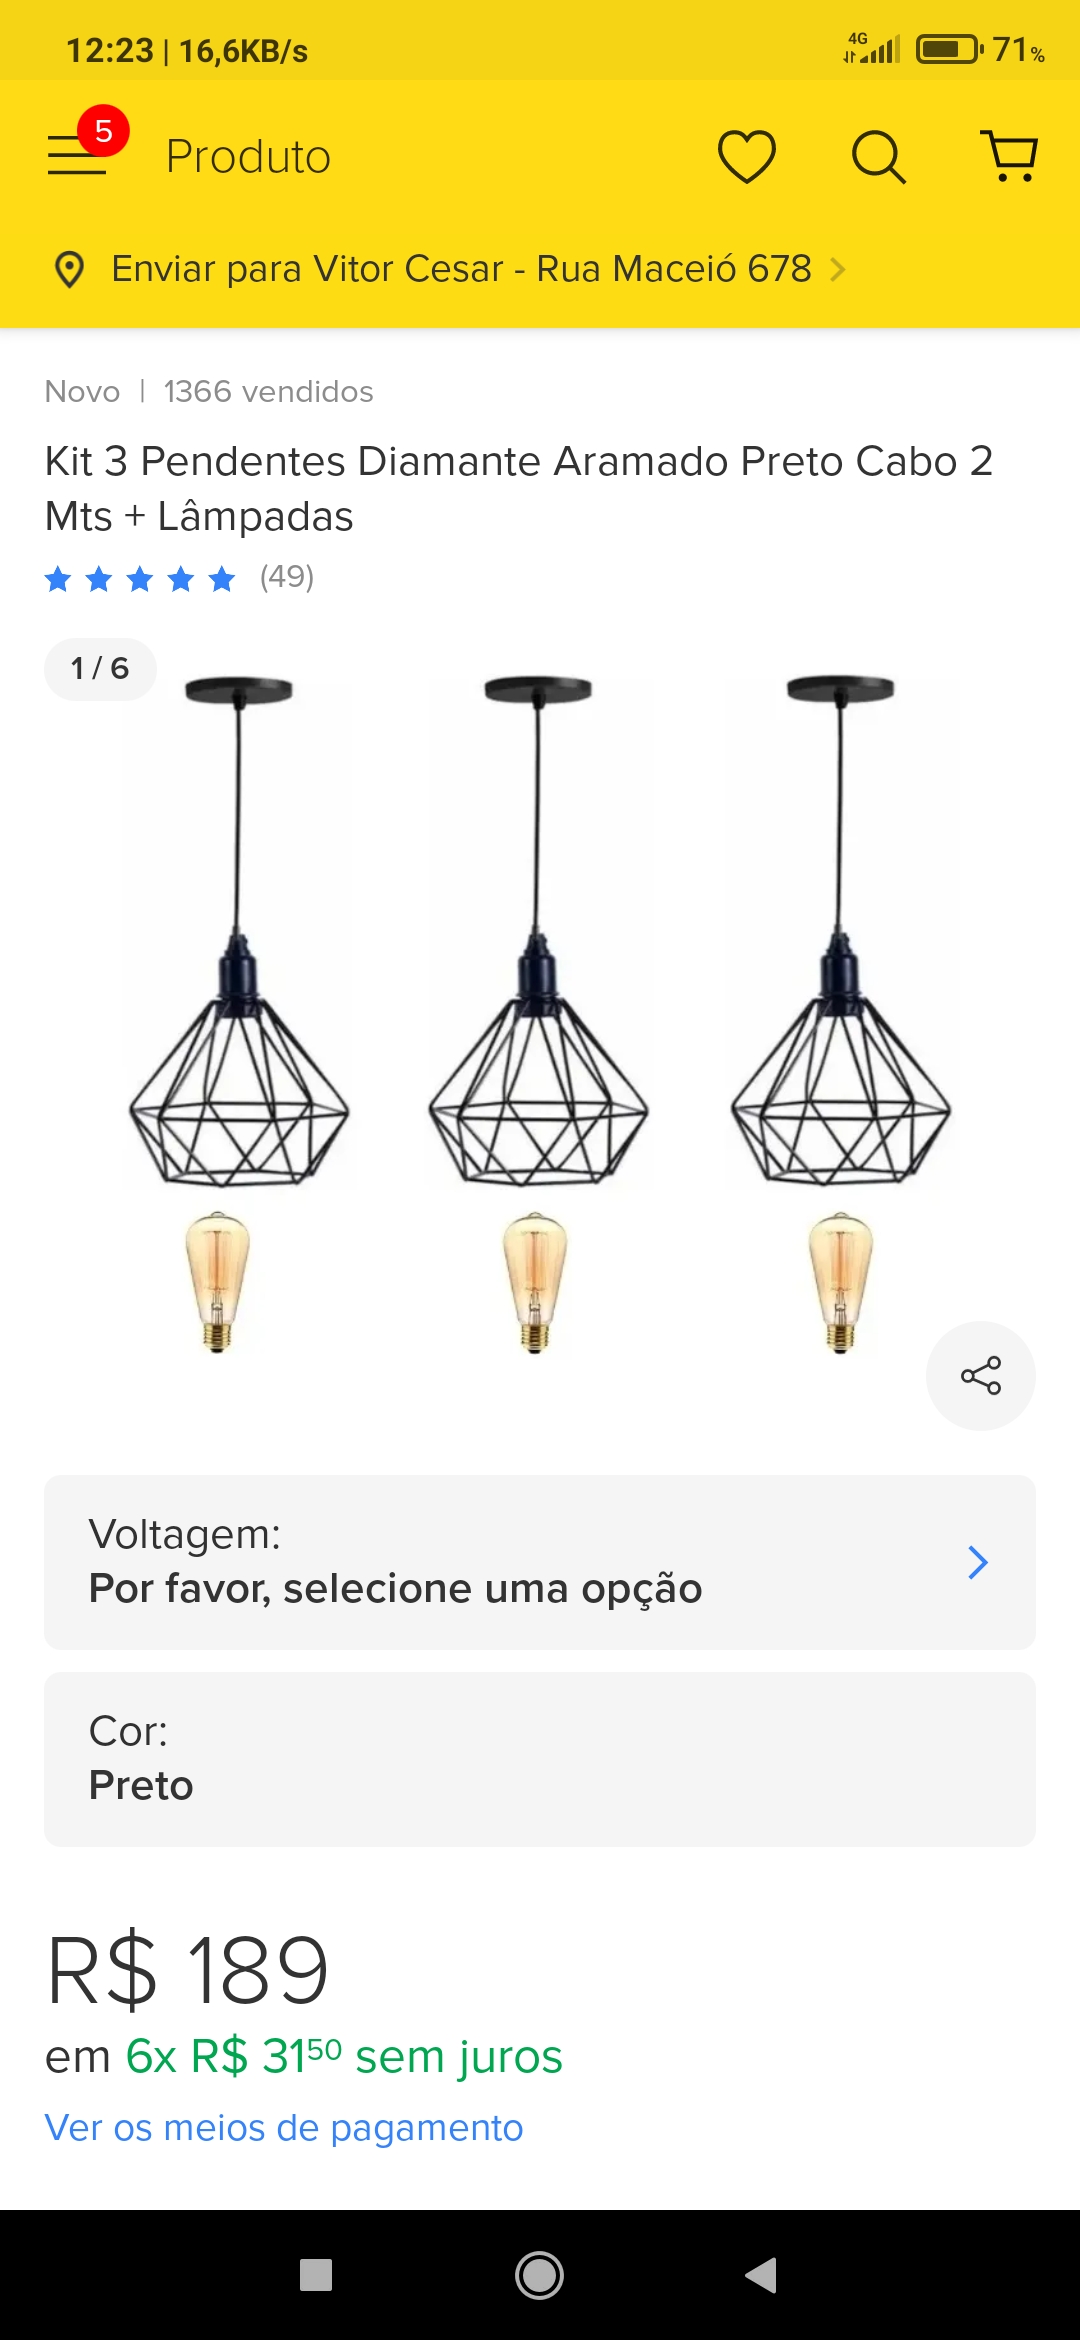 12:23 | 16,6KB/s
4G
71%
5
Produto
Enviar para Vitor Cesar - Rua Maceió 678
Novo | 1366 vendidos
Kit 3 Pendentes Diamante Aramado Preto Cabo 2
Mts + Lâmpadas
(49)
1 / 6
Voltagem:
Por favor, selecione uma opção
Cor:
Preto
R$ 189
em 6x R$ 31⁵⁰ sem juros
Ver os meios de pagamento